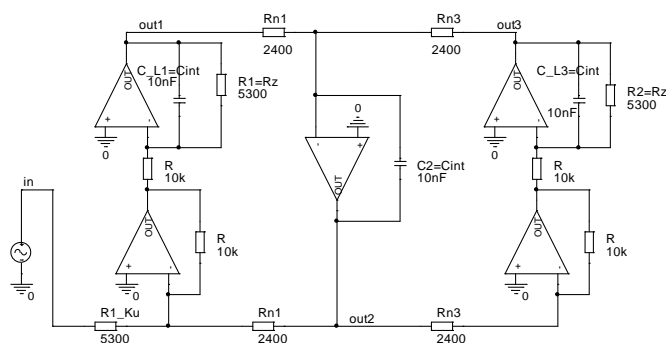 out1
Rn1
2400
Rn3
2400
out3
OUT
C_L1=Cint
10nF
R1=Rz
5300
+
-
0
0
-
+
OUT
C2=Cint
10nF
OUT
C_L3=Cint
10nF
R2=Rz
5300
+
-
0
R
10k
R
10k
in
OUT
R
10k
+
-
0
OUT
R
10k
+
-
0
0
R1_Ku
5300
Rn1
2400
out2
Rn3
2400